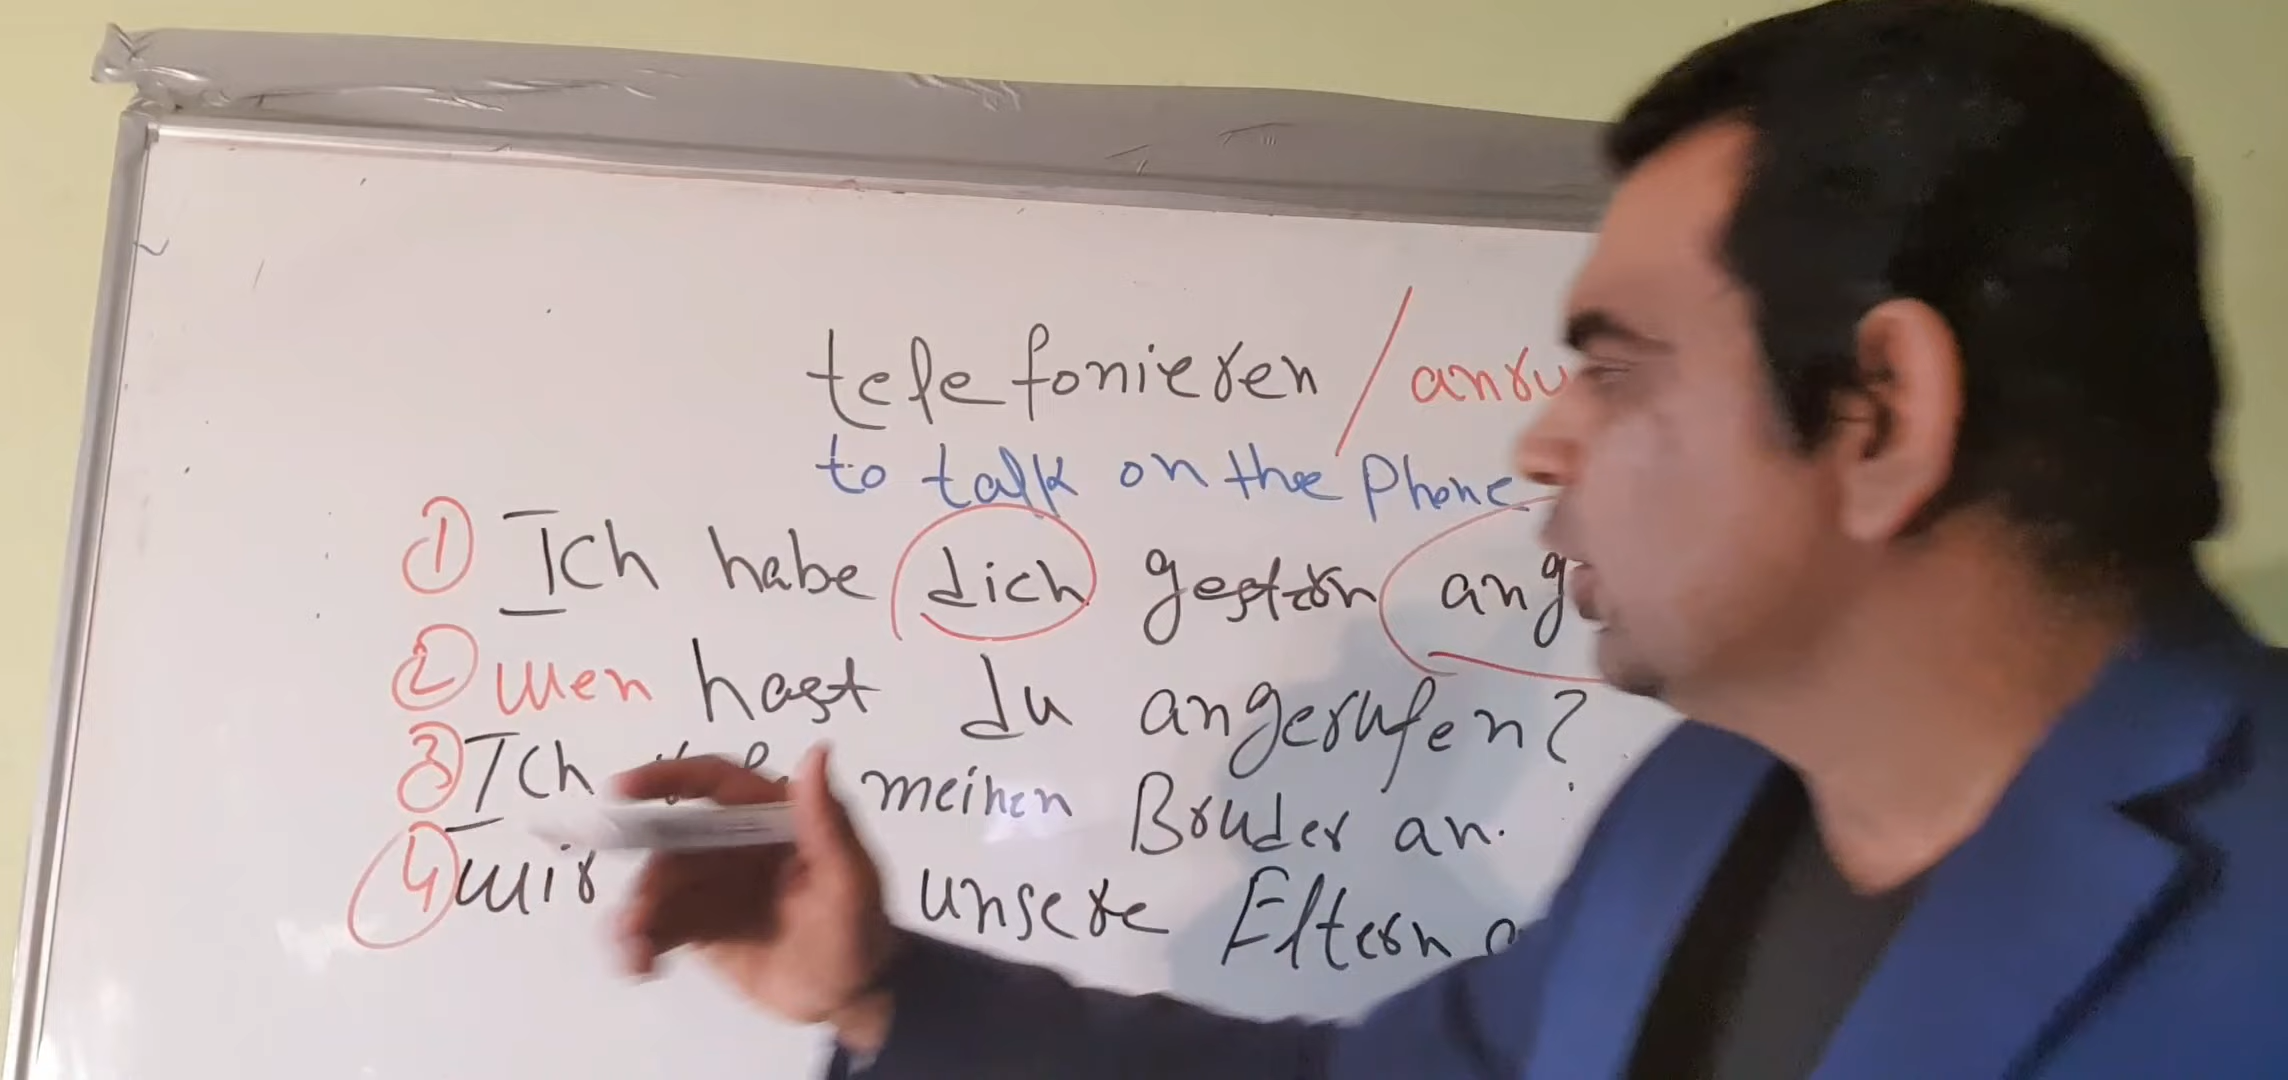 telefonieren / anru
to talk on the Phone
① Ich habe dich gestern ang
② wen hast du angerufen?
③ Ich meinen Bruder an.
④ wir unsere Eltern a